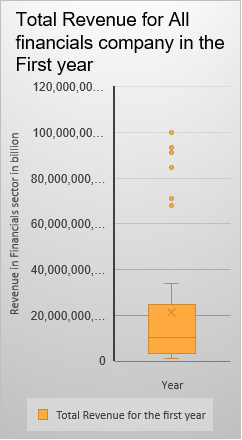 Total Revenue for All
financials company in the
First year
Revenue in Financials sector in billion
120,000,00...
100,000,00...
80,000,000,...
60,000,000,...
40,000,000,...
20,000,000,...
0
Year
Total Revenue for the first year